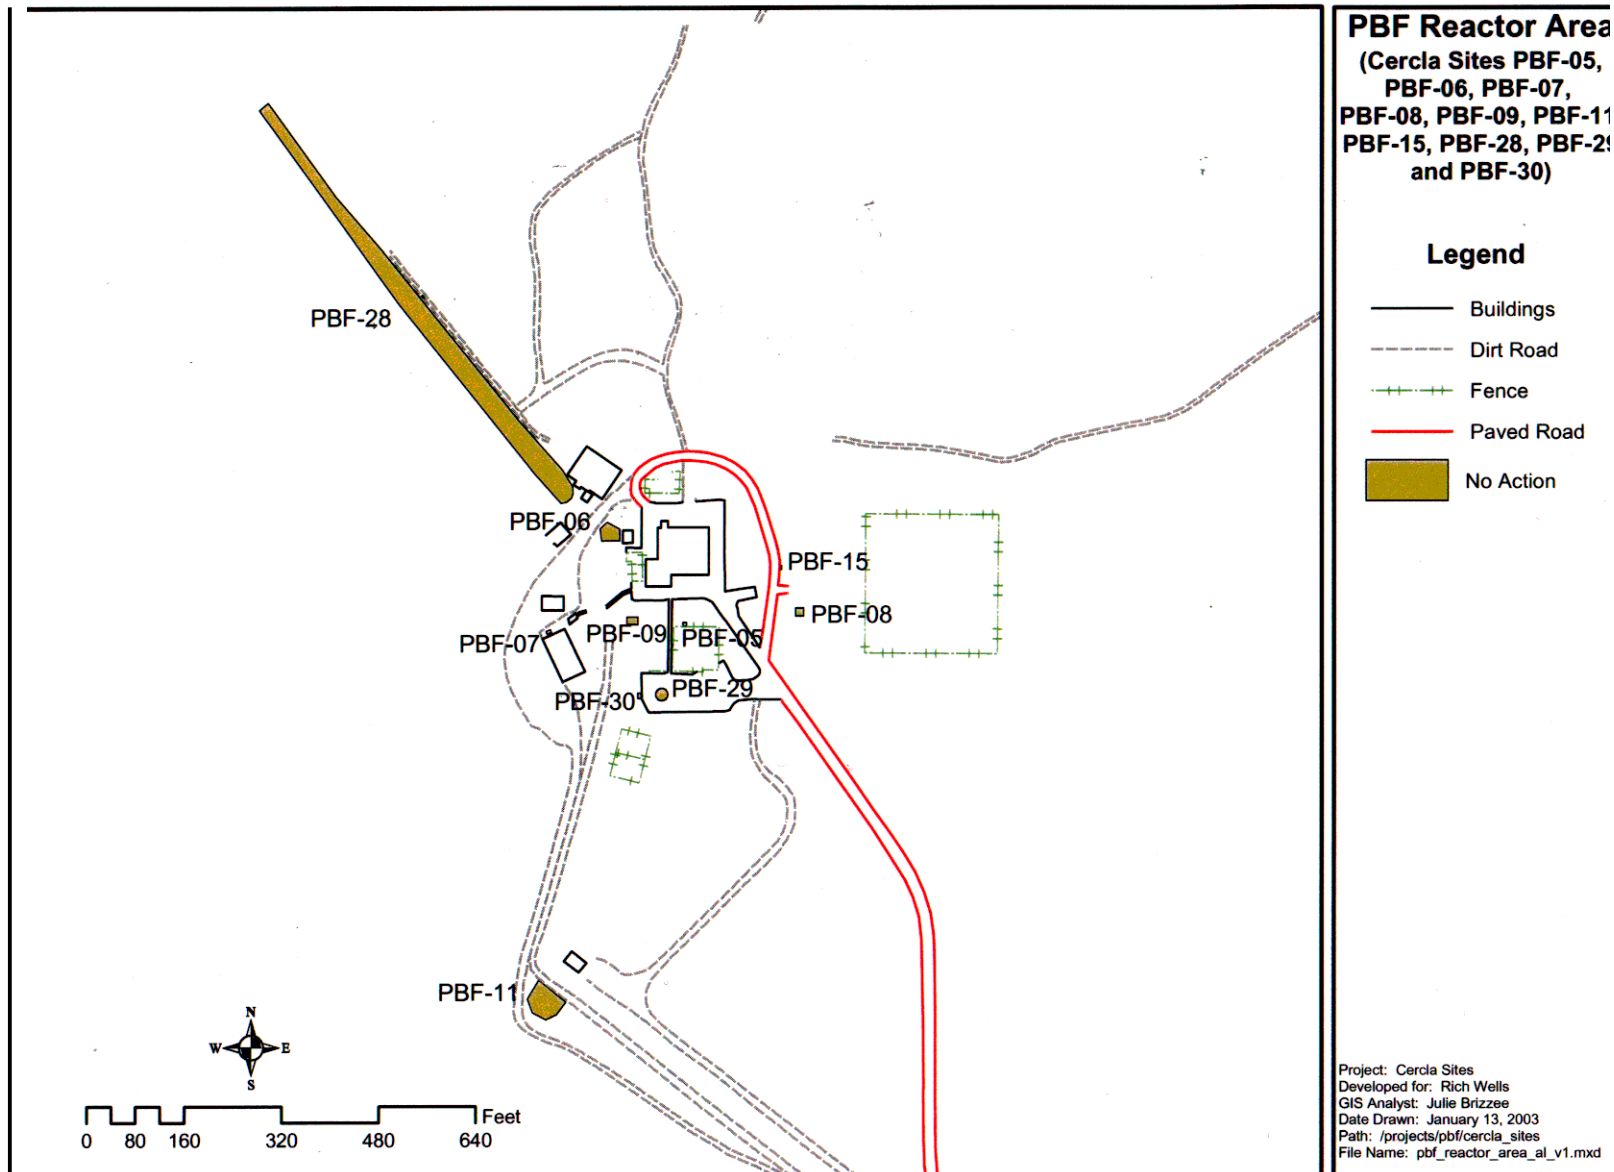 PBF Reactor Area
(Cercla Sites PBF-05,
PBF-06, PBF-07,
PBF-08, PBF-09, PBF-11
PBF-15, PBF-28, PBF-29
and PBF-30)
Legend
Buildings
Dirt Road
Fence
Paved Road
No Action
PBF-28
PBF-06
PBF-15
PBF-08
PBF-09
PBF-05
PBF-07
PBF-29
PBF-30
PBF-11
N
W E
S
Feet
0 80 160 320 480 640
Project: Cercla Sites
Developed for: Rich Wells
GIS Analyst: Julie Brizzee
Date Drawn: January 13, 2003
Path: /projects/pbf/cercla_sites
File Name: pbf_reactor_area_al_v1.mxd